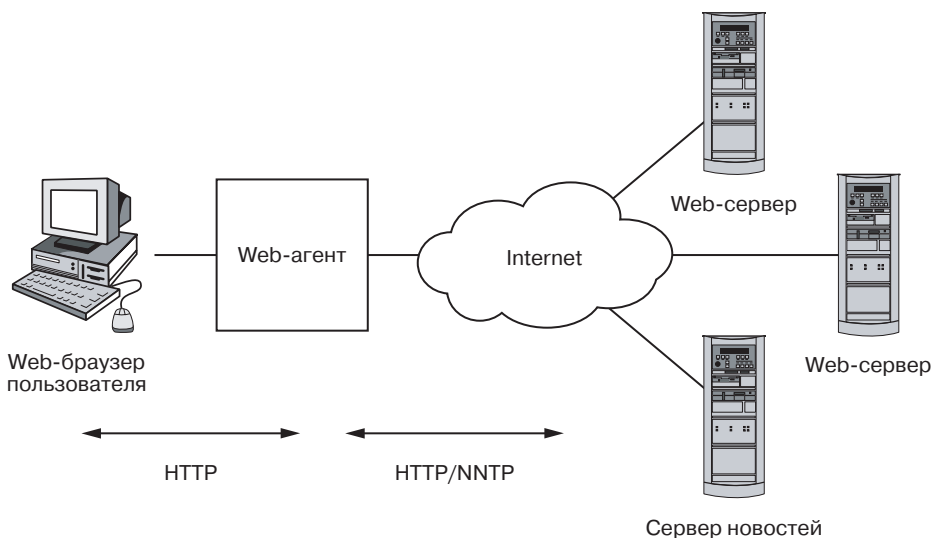 Web-сервер
Web-агент
Internet
Web-браузер
пользователя
Web-сервер
HTTP
HTTP/NNTP
Сервер новостей